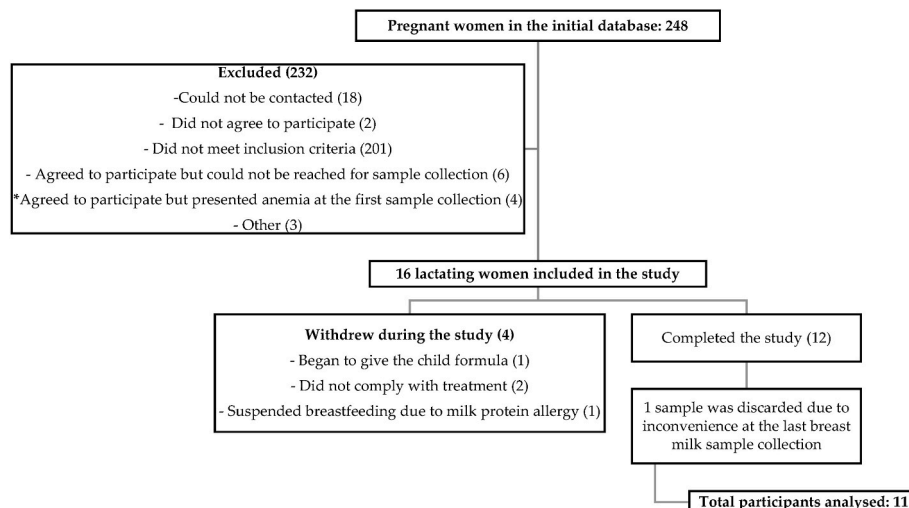 Pregnant women in the initial database: 248
Excluded (232)
-Could not be contacted (18)
- Did not agree to participate (2)
- Did not meet inclusion criteria (201)
- Agreed to participate but could not be reached for sample collection (6)
*Agreed to participate but presented anemia at the first sample collection (4)
- Other (3)
16 lactating women included in the study
Withdrew during the study (4)
- Began to give the child formula (1)
- Did not comply with treatment (2)
- Suspended breastfeeding due to milk protein allergy (1)
Completed the study (12)
1 sample was discarded due to
inconvenience at the last breast
milk sample collection
Total participants analysed: 11